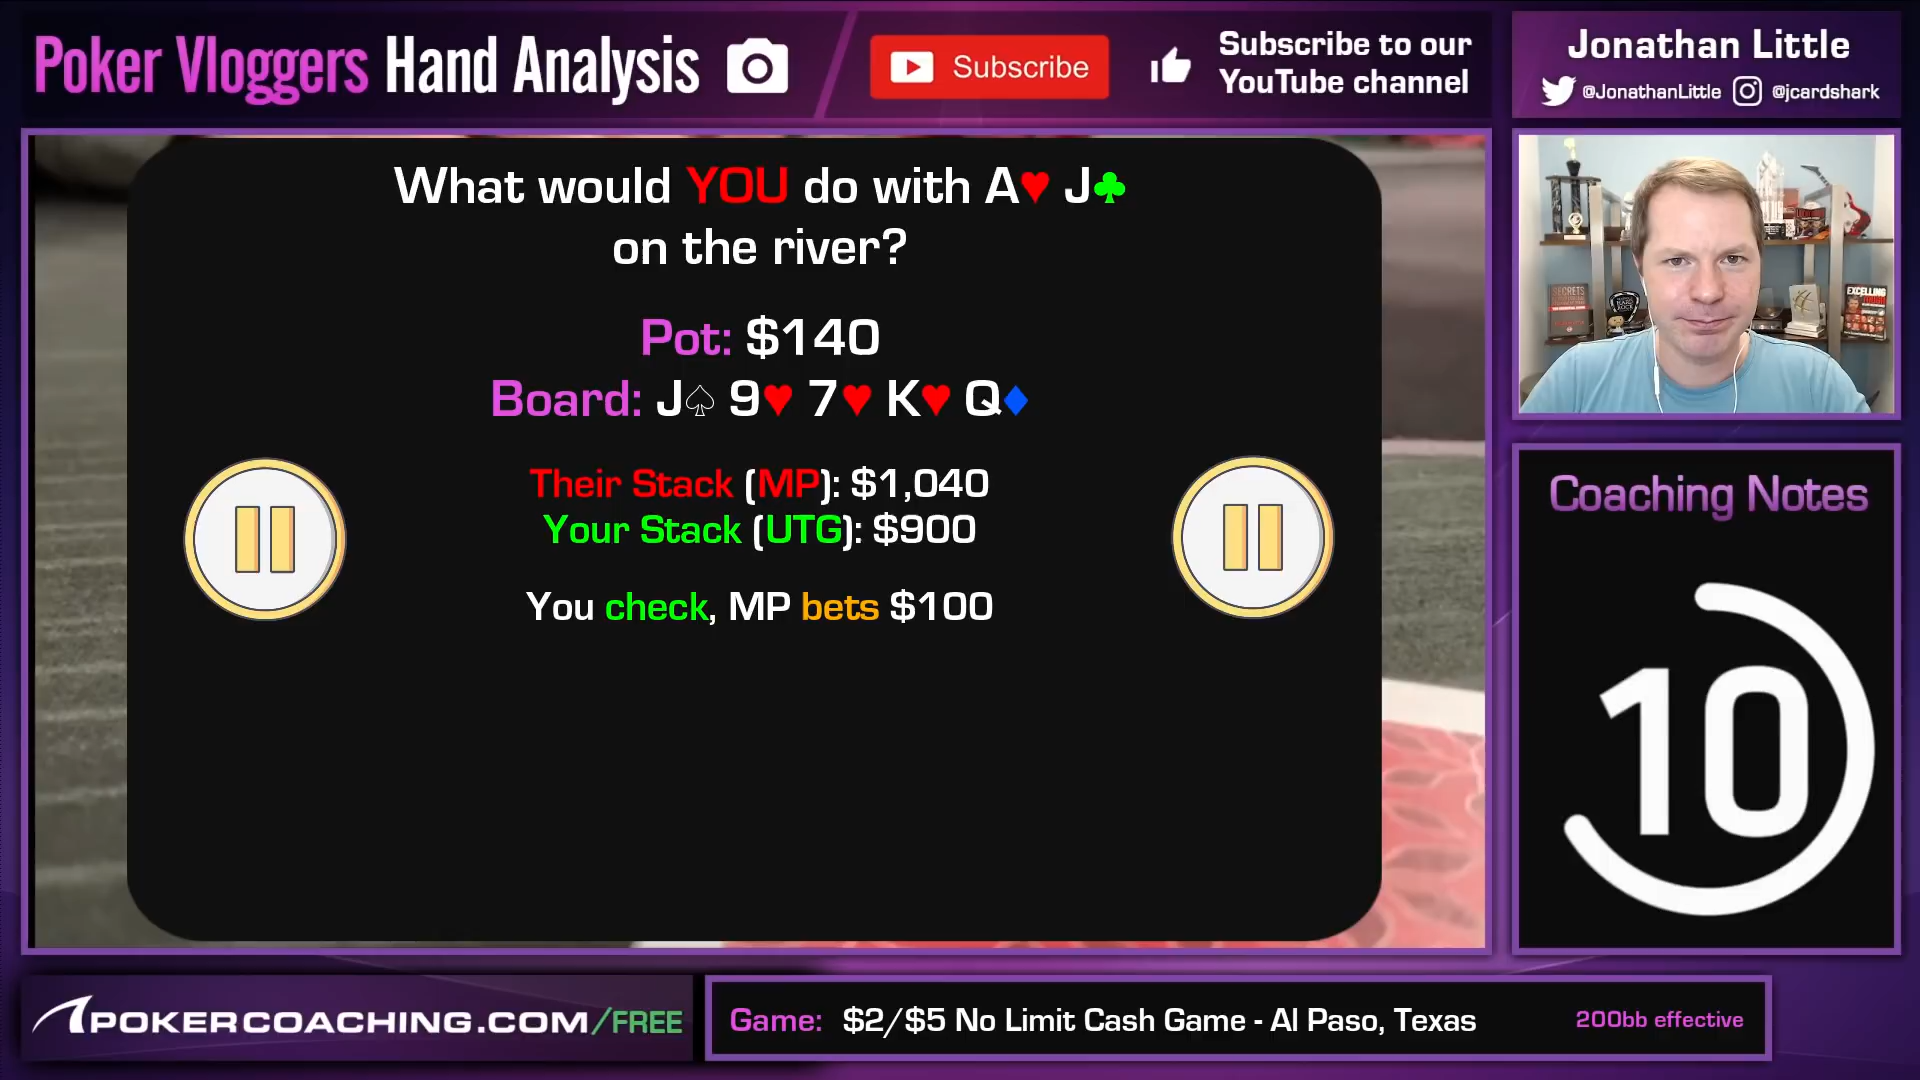 Poker Vloggers Hand Analysis
Subscribe
Subscribe to our
YouTube channel
Jonathan Little
@JonathanLittle @jcardshark
What would YOU do with A♥ J♣
on the river?
Pot: $140
Board: J♠ 9♥ 7♥ K♥ Q♦
Their Stack (MP): $1,040
Your Stack (UTG): $900
You check, MP bets $100
SECRETS
EXCELLING
Coaching Notes
10
POKERCOACHING.COM/FREE
Game: $2/$5 No Limit Cash Game - Al Paso, Texas
200bb effective